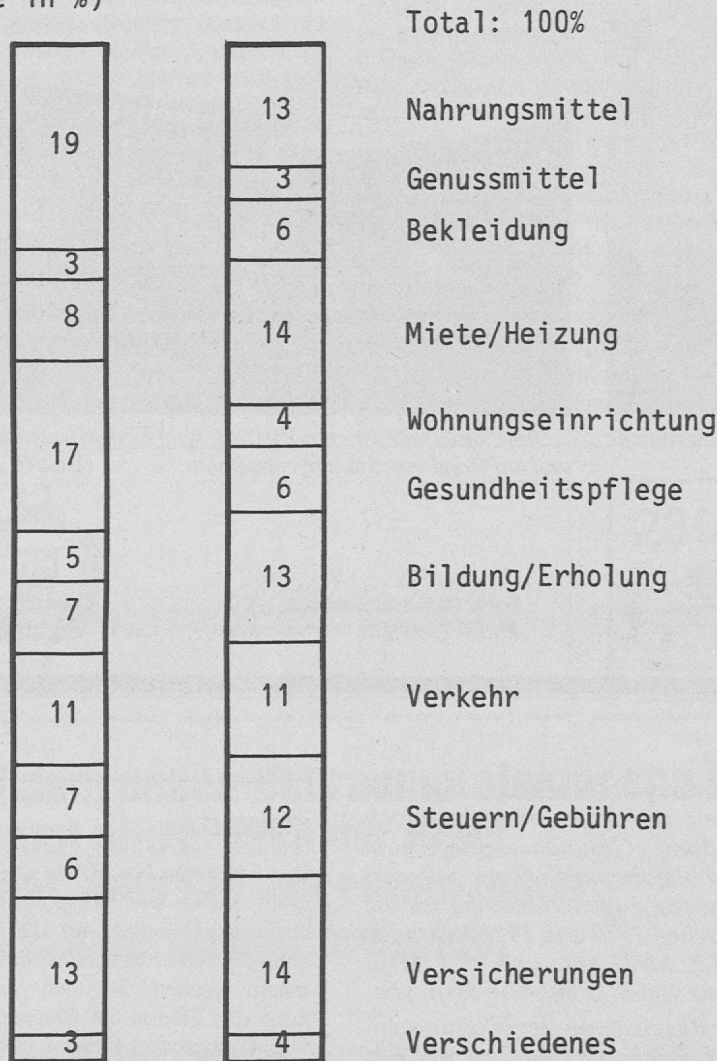 e in %)
Total: 100%
13 Nahrungsmittel
19
3 Genussmittel
6 Bekleidung
3
8
14 Miete/Heizung
4 Wohnungseinrichtung
17
6 Gesundheitspflege
5
13 Bildung/Erholung
7
11 11 Verkehr
7
12 Steuern/Gebühren
6
13 14 Versicherungen
3 4 Verschiedenes